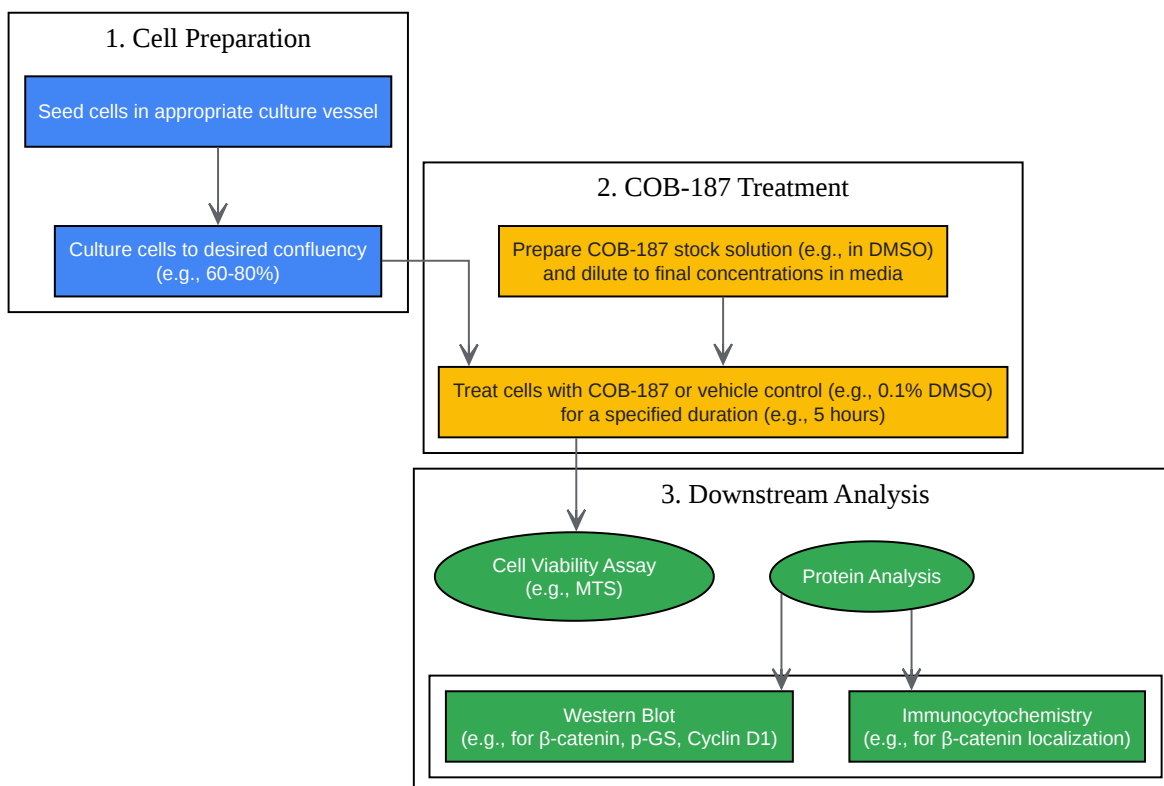 1. Cell Preparation
Seed cells in appropriate culture vessel
Culture cells to desired confluency
(e.g., 60-80%)
2. COB-187 Treatment
Prepare COB-187 stock solution (e.g., in DMSO)
and dilute to final concentrations in media
Treat cells with COB-187 or vehicle control (e.g., 0.1% DMSO)
for a specified duration (e.g., 5 hours)
3. Downstream Analysis
Cell Viability Assay
(e.g., MTS)
Protein Analysis
Western Blot
(e.g., for β-catenin, p-GS, Cyclin D1)
Immunocytochemistry
(e.g., for β-catenin localization)